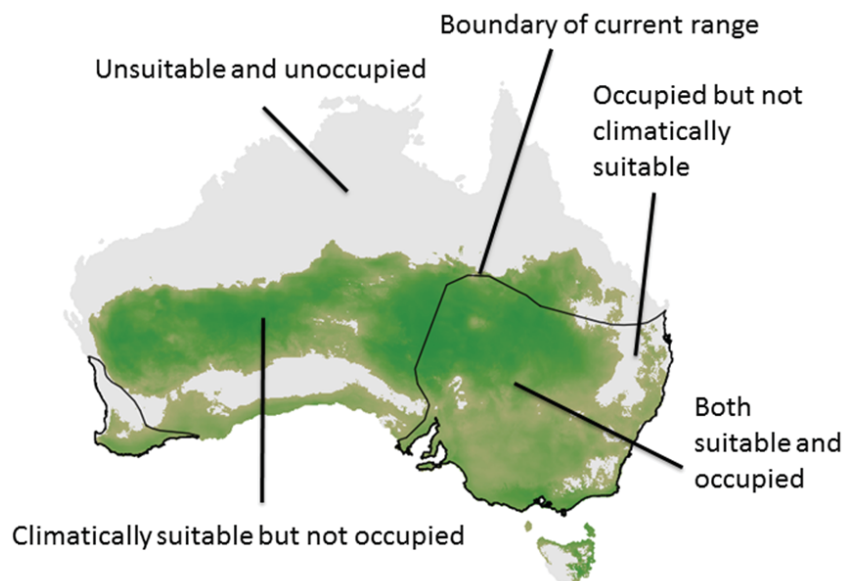 Boundary of current range
Unsuitable and unoccupied
Occupied but not
climatically
suitable
Both
suitable and
occupied
Climatically suitable but not occupied